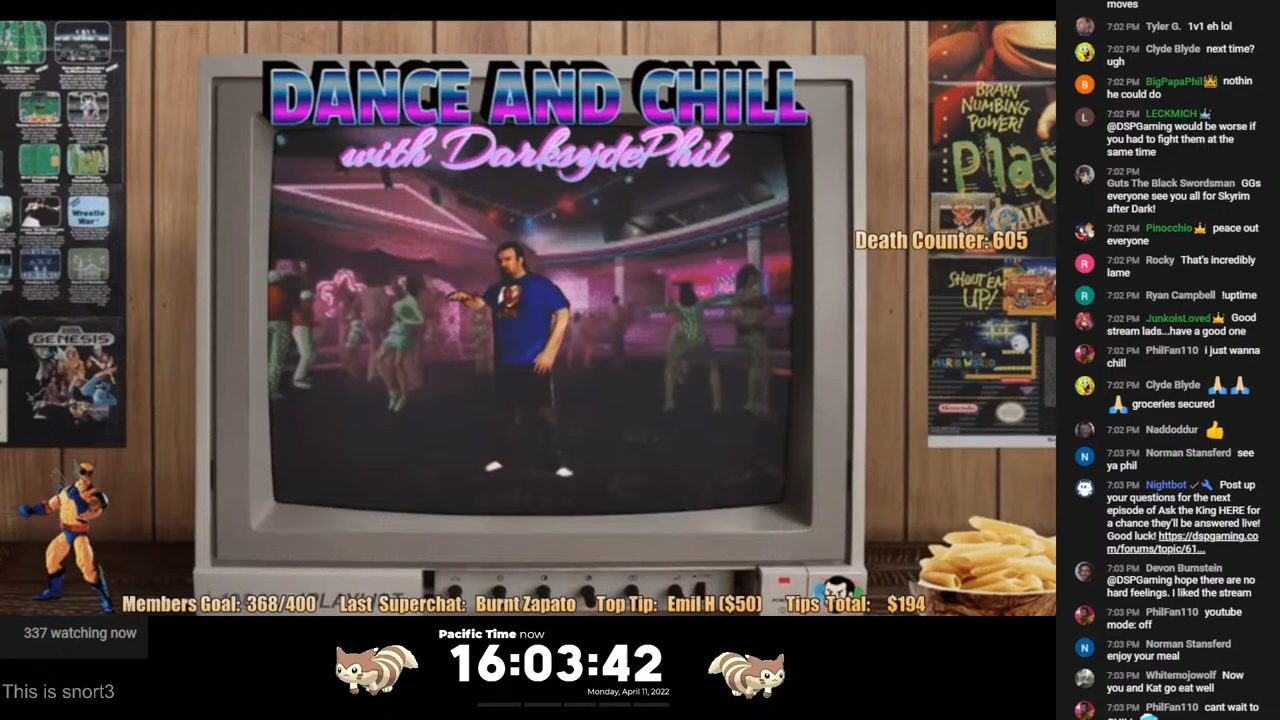 DANCE AND CHILL
with DarksydePhil
Death Counter: 605
BRAIN
NUMBING
POWER!
Play
SHOUT 'EM
UP!
Wrestle
War
GENESIS
Nintendo
Members Goal: 368/400 Last Superchat: Burnt Zapato Top Tip: Emil H ($50) Tips Total: $194
337 watching now
This is snort3
Pacific Time now
16:03:42
Monday, April 11, 2022
moves
7:02 PM Tyler G. 1v1 eh lol
7:02 PM Clyde Blyde next time?
ugh
7:02 PM BigPapaPhil nothin
he could do
7:02 PM LECKMICH
@DSPGaming would be worse if
you had to fight them at the
same time
7:02 PM
Guts The Black Swordsman GGs
everyone see you all for Skyrim
after Dark!
7:02 PM Pinocchio peace out
everyone
7:02 PM Rocky That's incredibly
lame
7:02 PM Ryan Campbell !uptime
7:02 PM JunkoisLoved Good
stream lads...have a good one
7:02 PM PhilFan110 i just wanna
chill
7:02 PM Clyde Blyde 🙏🙏
🙏 groceries secured
7:02 PM Naddoddur 👍
7:03 PM Norman Stansferd see
ya phil
7:03 PM Nightbot Post up
your questions for the next
episode of Ask the King HERE for
a chance they'll be answered live!
Good luck! https://dspgaming.co
m/forums/topic/61...
7:03 PM Devon Burnstein
@DSPGaming hope there are no
hard feelings. I liked the stream
7:03 PM PhilFan110 youtube
mode: off
7:03 PM Norman Stansferd
enjoy your meal
7:03 PM Whitemojowolf Now
you and Kat go eat well
7:03 PM PhilFan110 cant wait to